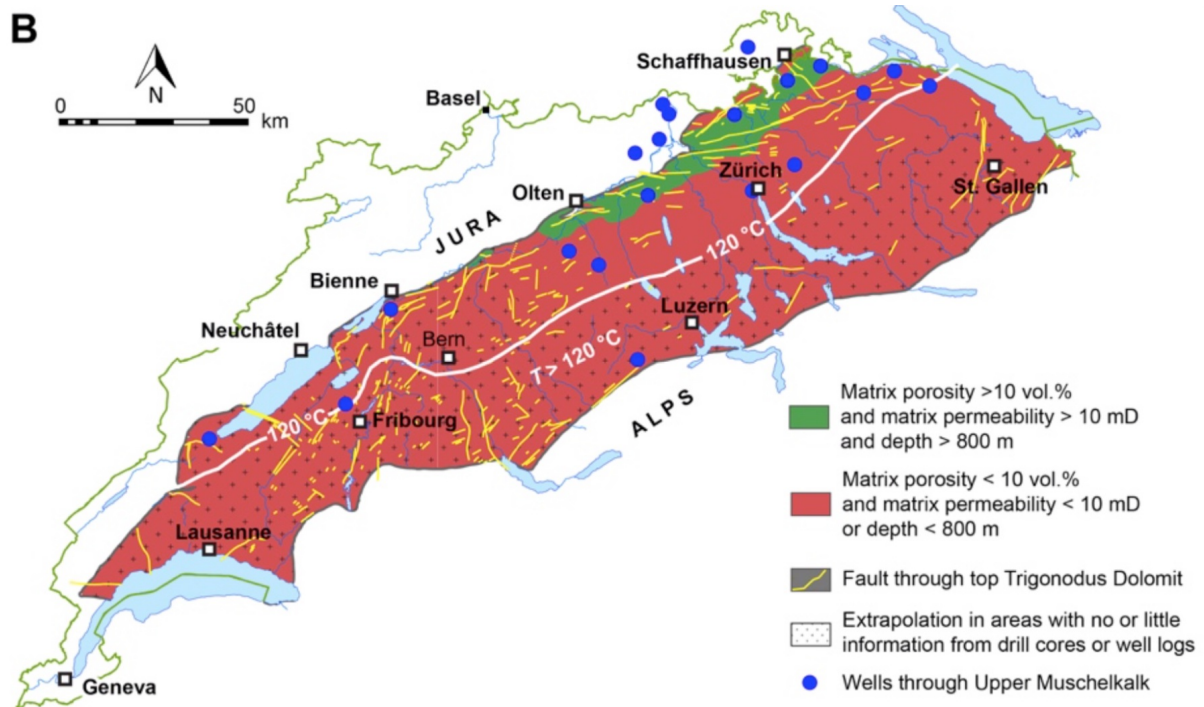 B
N
0
50
km
Basel
Schaffhausen
Zürich
St. Gallen
Olten
JURA
Bienne
Neuchâtel
Bern
Luzern
120 °C
T > 120 °C
120 °C
Fribourg
ALPS
Lausanne
Geneva
Matrix porosity >10 vol.%
and matrix permeability > 10 mD
and depth > 800 m
Matrix porosity < 10 vol.%
and matrix permeability < 10 mD
or depth < 800 m
Fault through top Trigonodus Dolomit
Extrapolation in areas with no or little
information from drill cores or well logs
Wells through Upper Muschelkalk